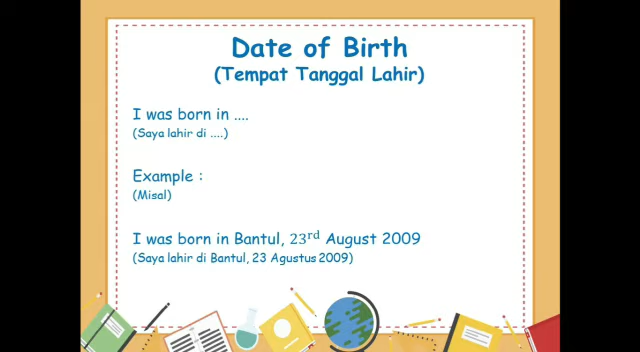 Date of Birth
(Tempat Tanggal Lahir)
I was born in ....
(Saya lahir di ....)
Example :
(Misal)
I was born in Bantul, 23rd August 2009
(Saya lahir di Bantul, 23 Agustus 2009)